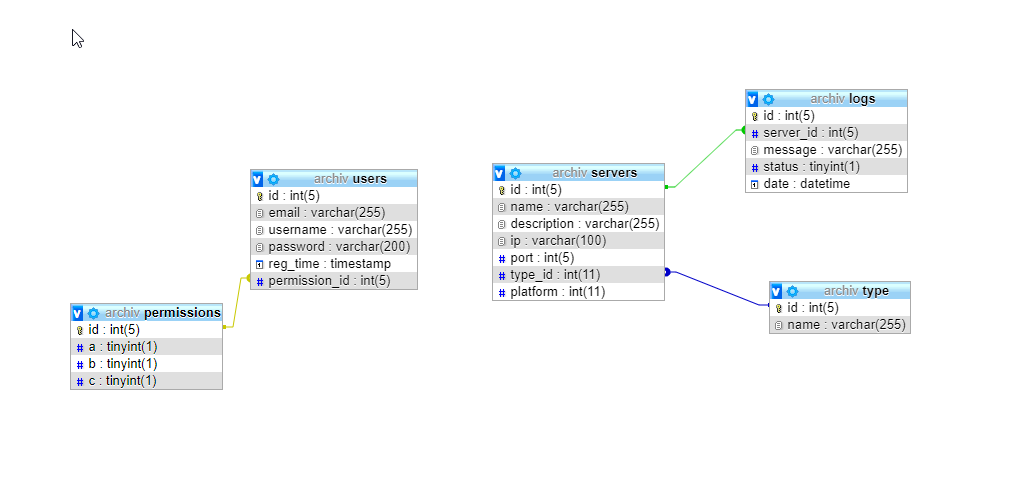 archiv permissions
id : int(5)
a : tinyint(1)
b : tinyint(1)
c : tinyint(1)
archiv users
id : int(5)
email : varchar(255)
username : varchar(255)
password : varchar(200)
reg_time : timestamp
permission_id : int(5)
archiv servers
id : int(5)
name : varchar(255)
description : varchar(255)
ip : varchar(100)
port : int(5)
type_id : int(11)
platform : int(11)
archiv logs
id : int(5)
server_id : int(5)
message : varchar(255)
status : tinyint(1)
date : datetime
archiv type
id : int(5)
name : varchar(255)